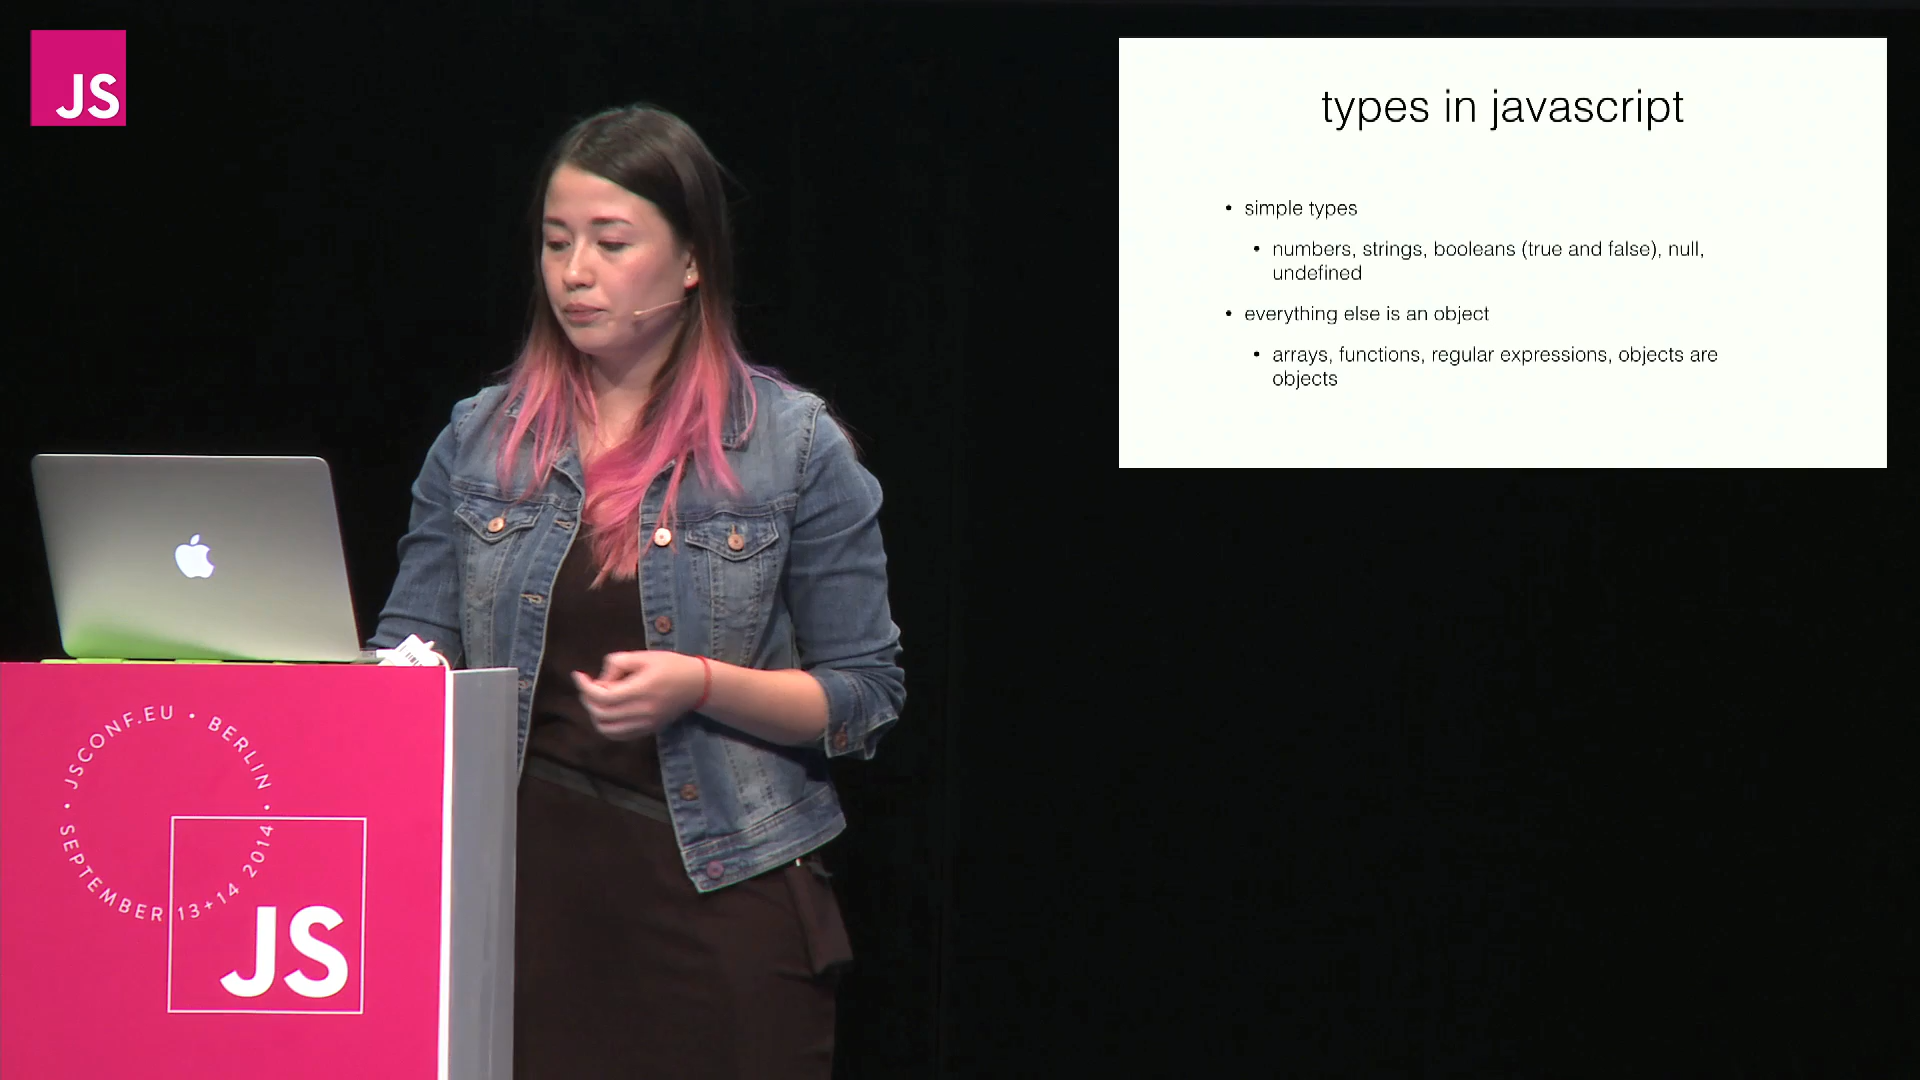 JS
types in javascript
• simple types
• numbers, strings, booleans (true and false), null,
undefined
• everything else is an object
• arrays, functions, regular expressions, objects are
objects
• JSCONF.EU • BERLIN •
SEPTEMBER 13+14 2014
JS